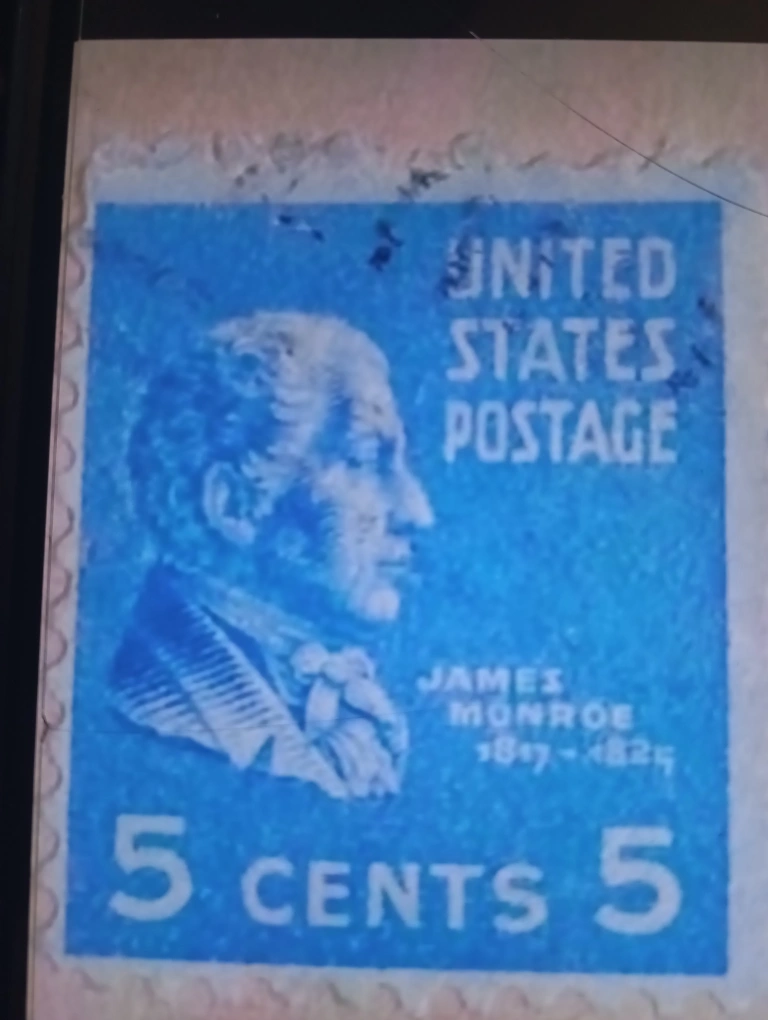 UNITED
STATES
POSTAGE
JAMES
MONROE
1817-1825
5 CENTS 5